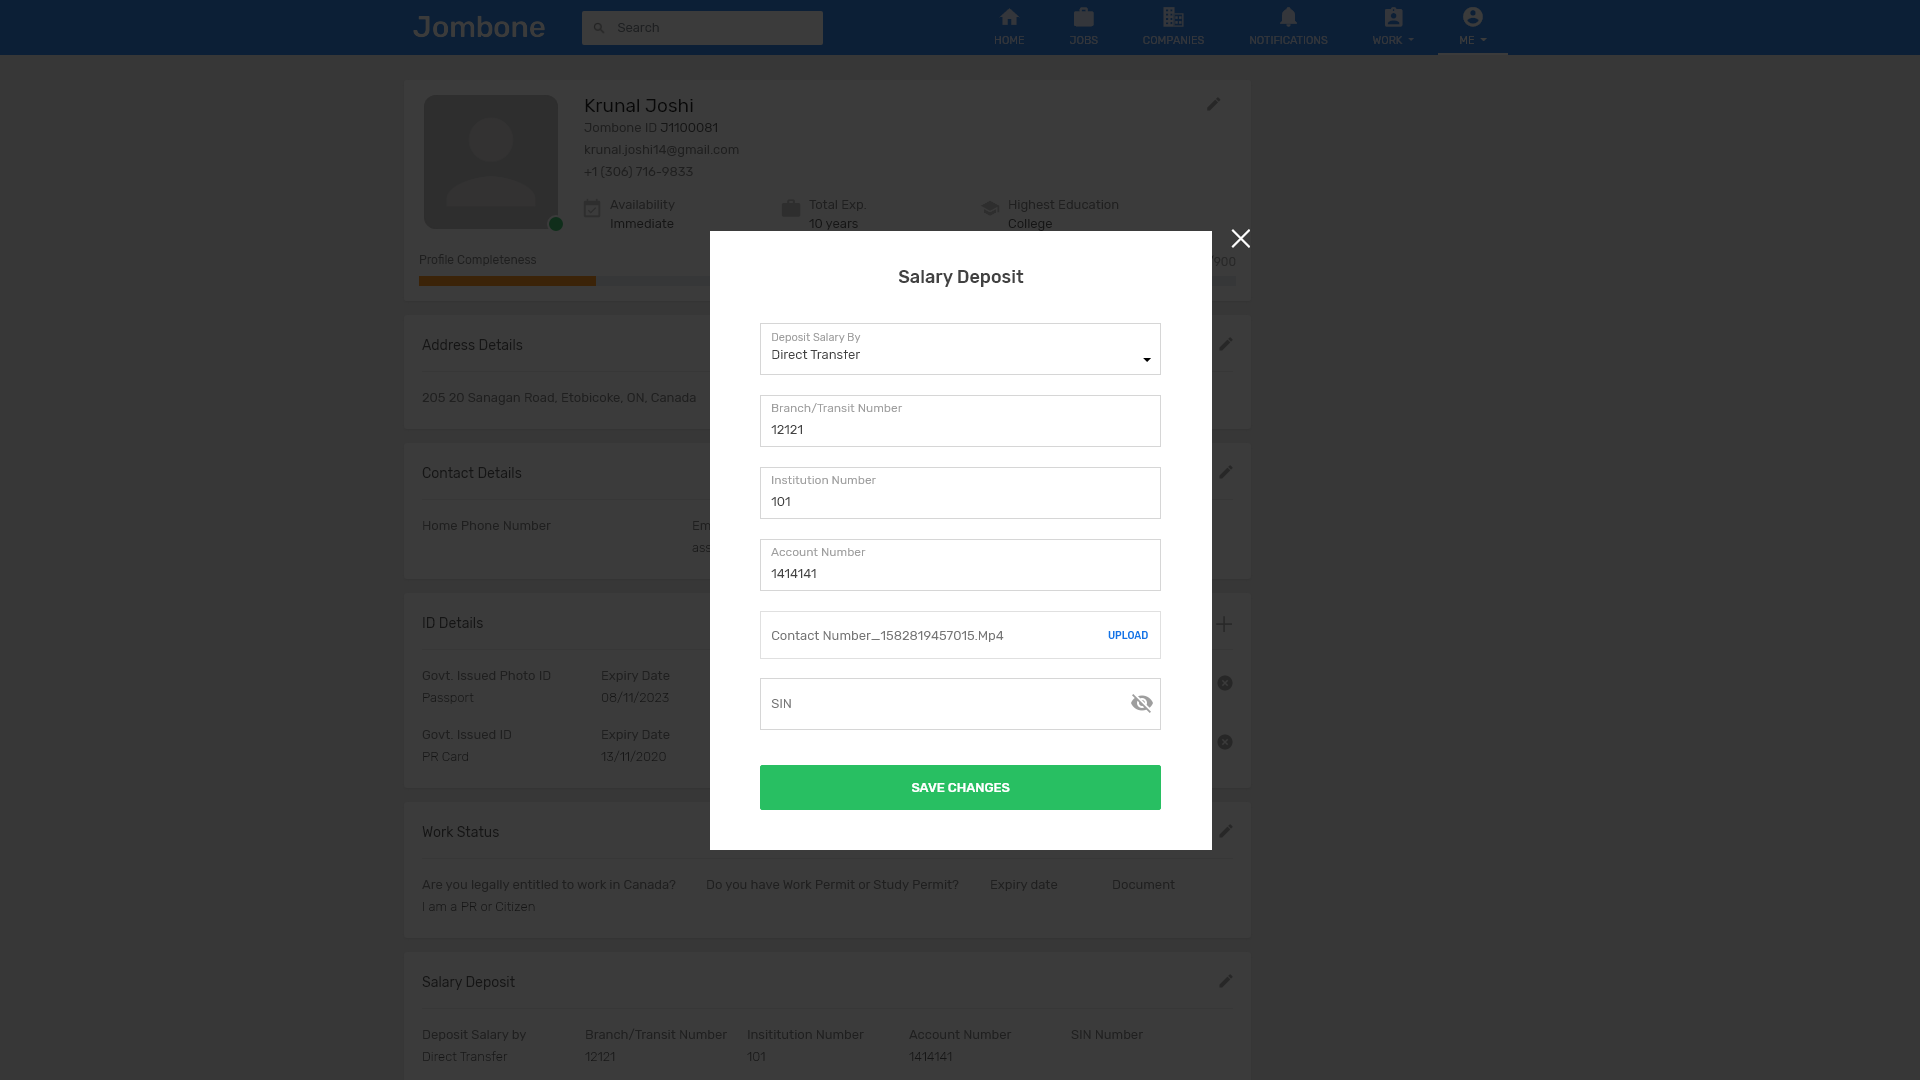 Jombone
Search
HOME
JOBS
COMPANIES
NOTIFICATIONS
WORK
ME
Krunal Joshi
Jombone ID J1100081
krunal.joshi14@gmail.com
+1 (306) 716-9833
Availability
Immediate
Total Exp.
10 years
Highest Education
College
Profile Completeness
/900
Salary Deposit
Deposit Salary By
Direct Transfer
Branch/Transit Number
12121
Institution Number
101
Account Number
1414141
Contact Number_1582819457015.Mp4
UPLOAD
SIN
SAVE CHANGES
Address Details
205 20 Sanagan Road, Etobicoke, ON, Canada
Contact Details
Home Phone Number
Em
ass
ID Details
Govt. Issued Photo ID
Expiry Date
Passport
08/11/2023
Govt. Issued ID
Expiry Date
PR Card
13/11/2020
Work Status
Are you legally entitled to work in Canada?
Do you have Work Permit or Study Permit?
Expiry date
Document
I am a PR or Citizen
Salary Deposit
Deposit Salary by
Branch/Transit Number
Insititution Number
Account Number
SIN Number
Direct Transfer
12121
101
1414141